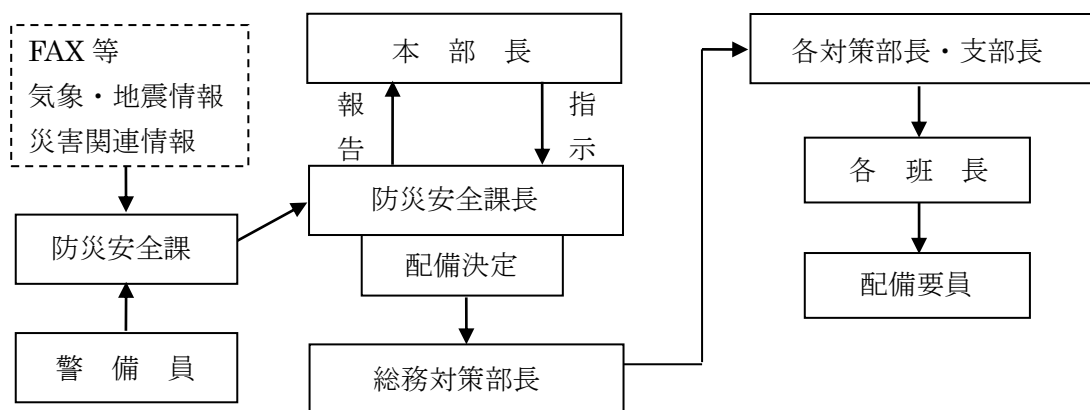 FAX 等
気象・地震情報
災害関連情報
防災安全課
警　備　員
本　部　長
報告
指示
防災安全課長
配備決定
総務対策部長
各対策部長・支部長
各　班　長
配備要員